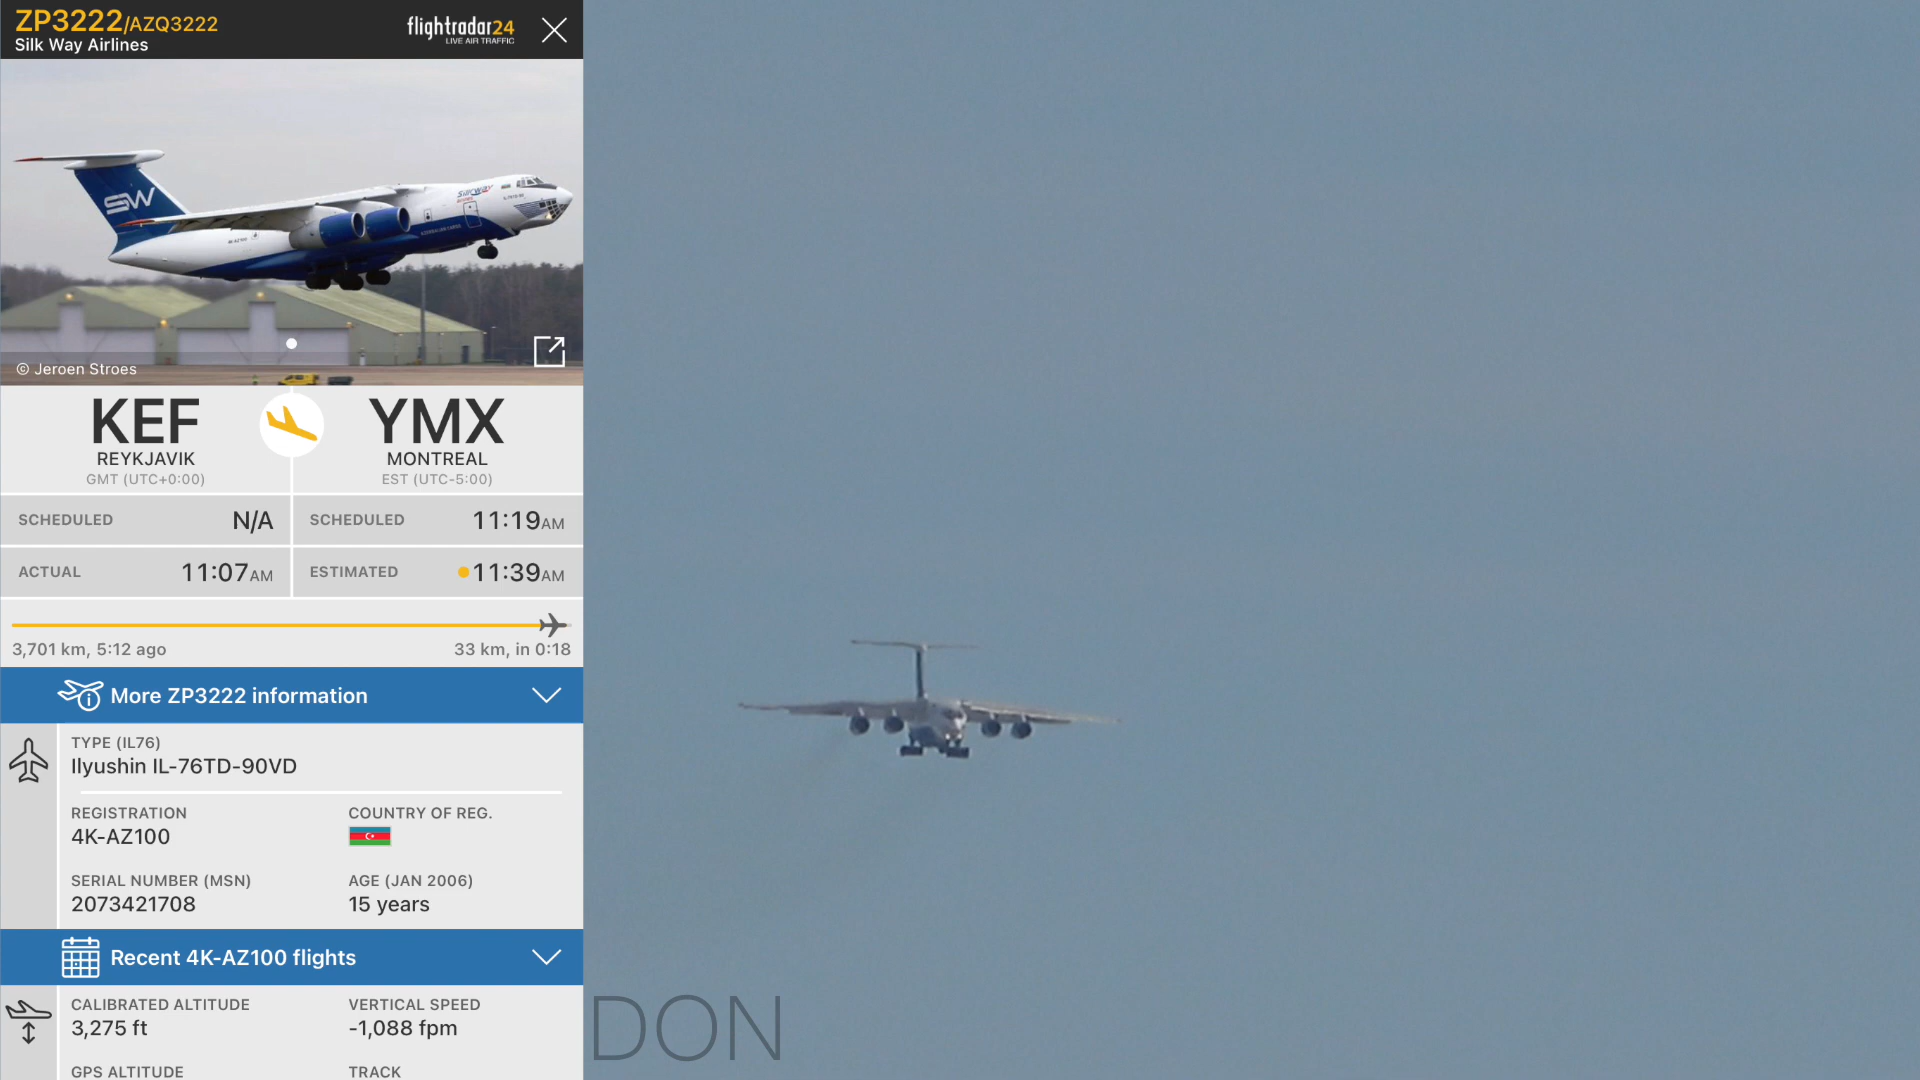 ZP3222/AZQ3222
Silk Way Airlines
flightradar24
LIVE AIR TRAFFIC
SW
SILKWAY
4K-AZ100
© Jeroen Stroes
KEF
REYKJAVIK
GMT (UTC+0:00)
YMX
MONTREAL
EST (UTC-5:00)
SCHEDULED N/A
SCHEDULED 11:19AM
ACTUAL 11:07AM
ESTIMATED 11:39AM
3,701 km, 5:12 ago
33 km, in 0:18
More ZP3222 information
TYPE (IL76)
Ilyushin IL-76TD-90VD
REGISTRATION
4K-AZ100
COUNTRY OF REG.
SERIAL NUMBER (MSN)
2073421708
AGE (JAN 2006)
15 years
Recent 4K-AZ100 flights
CALIBRATED ALTITUDE
3,275 ft
VERTICAL SPEED
-1,088 fpm
GPS ALTITUDE
TRACK
DON